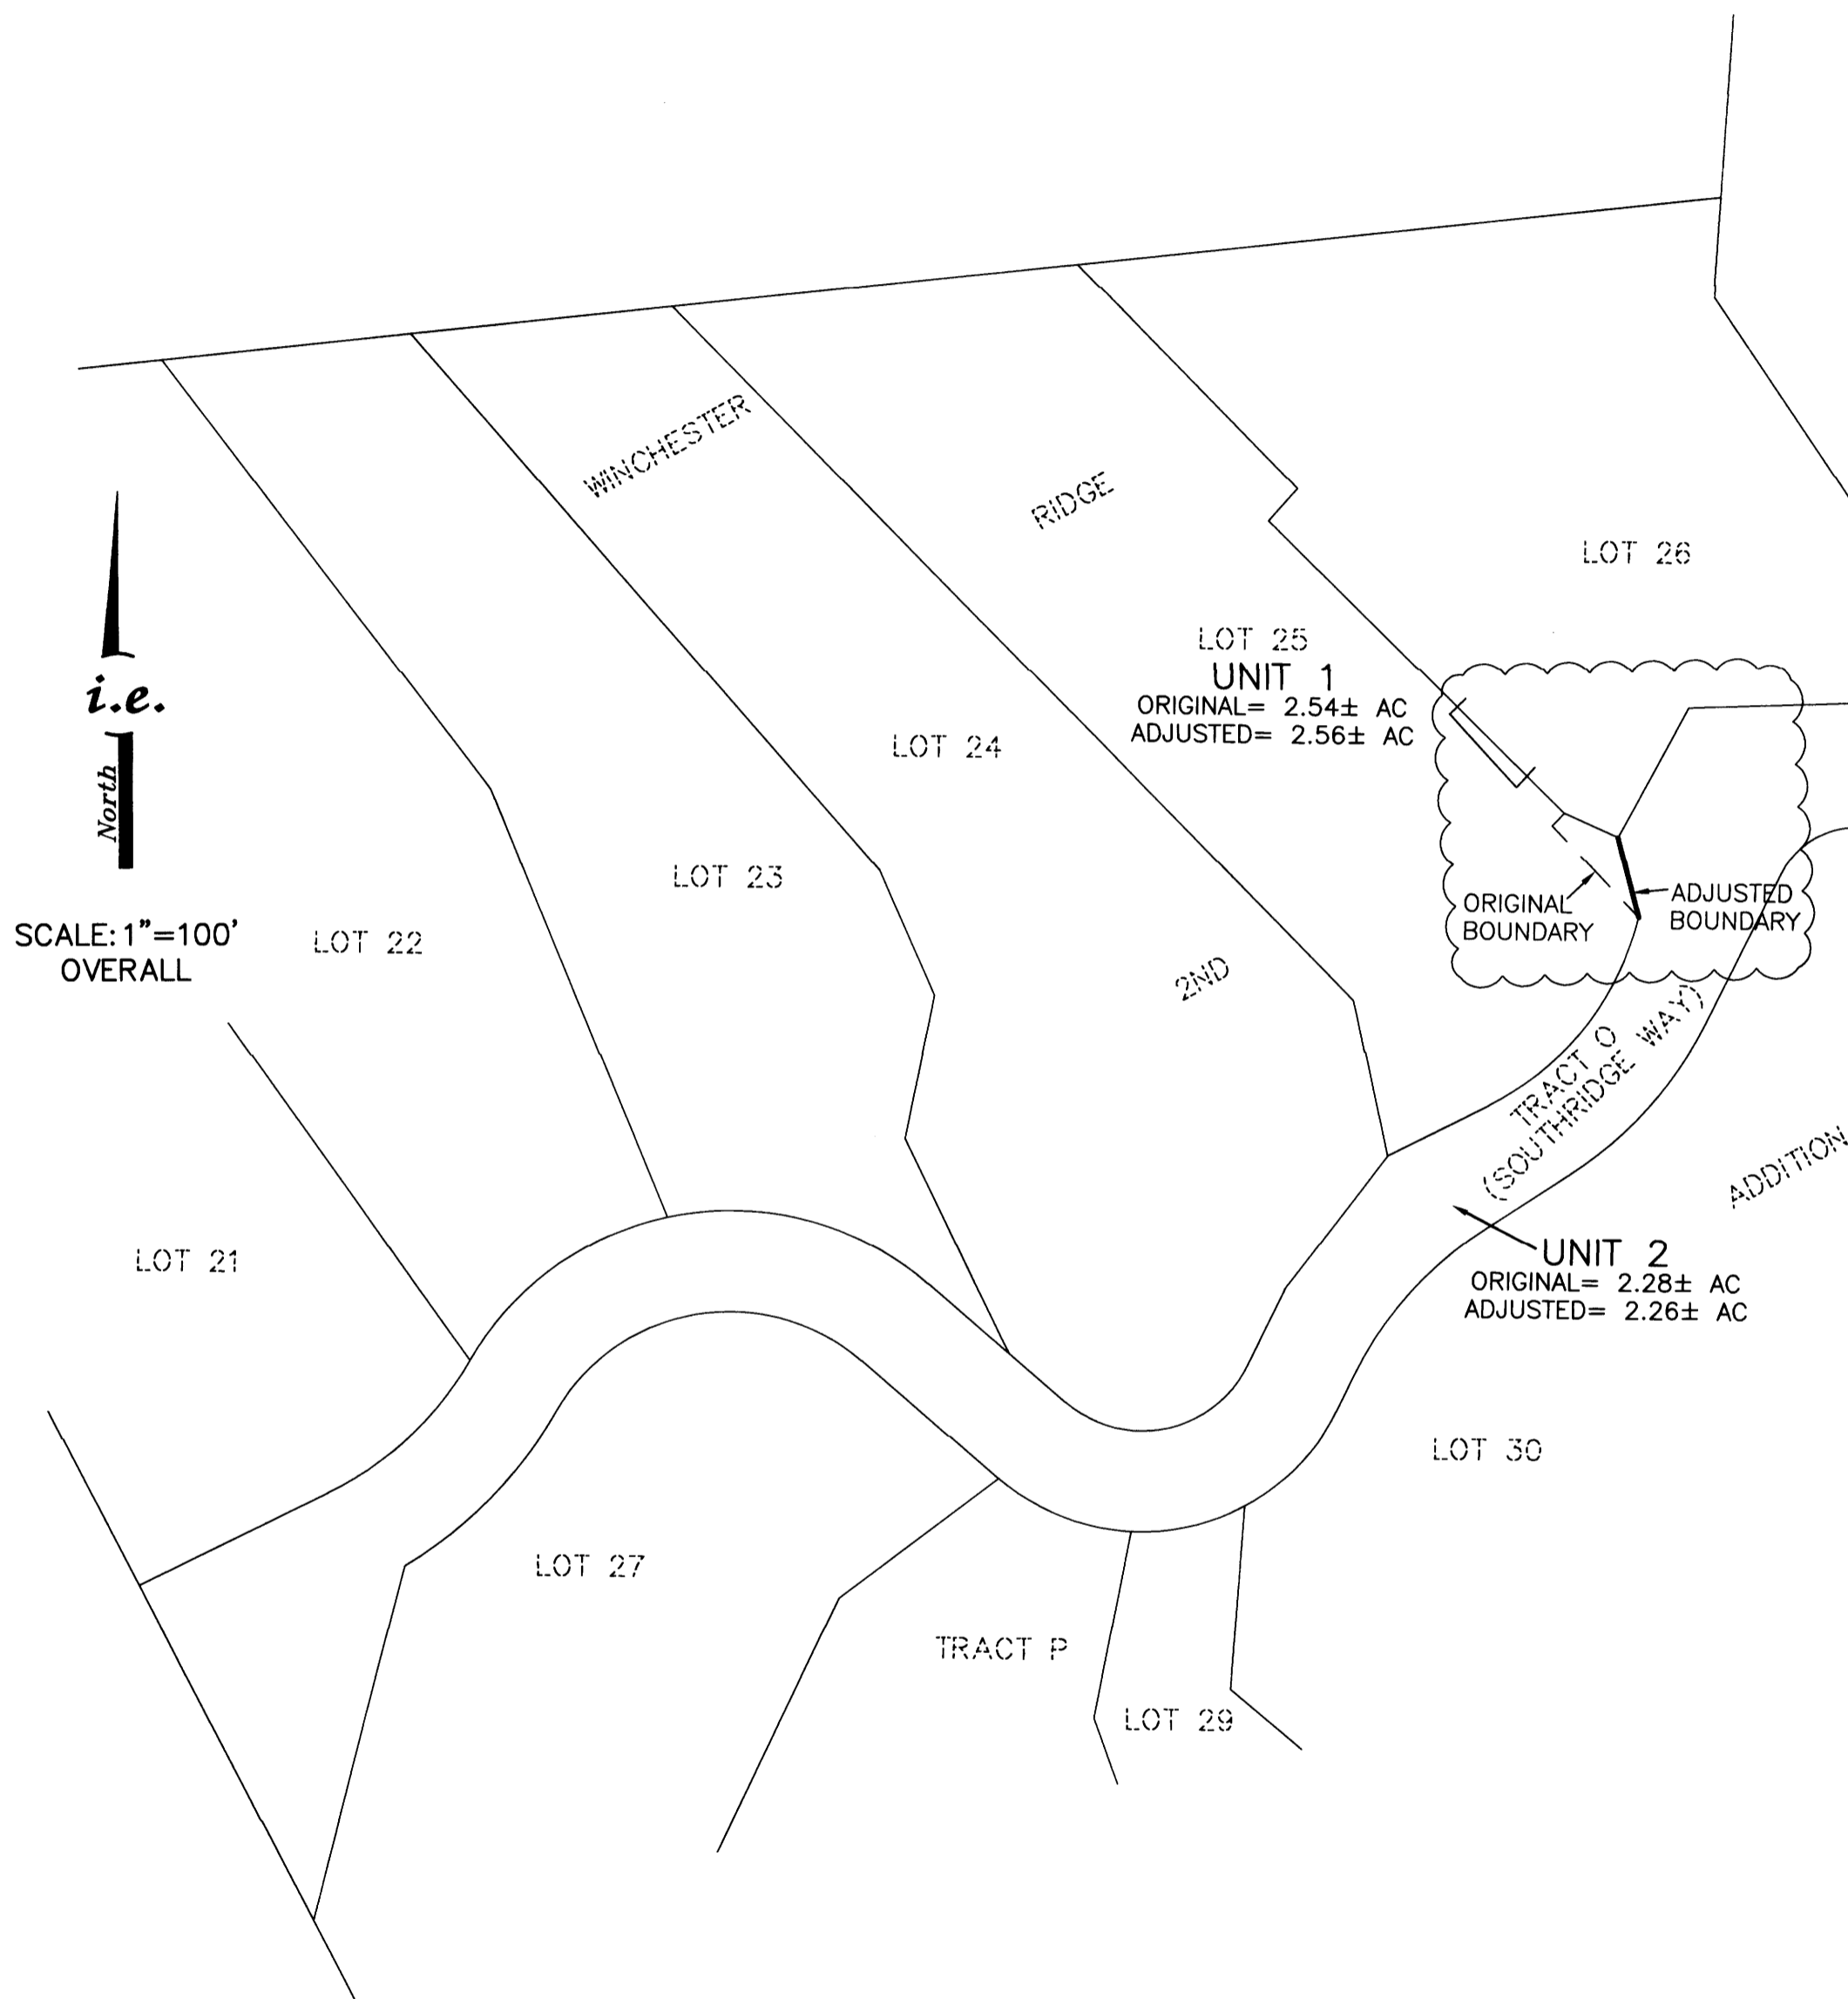 WINCHESTER
RIDGE
LOT 26
LOT 25
UNIT 1
ORIGINAL= 2.54± AC
ADJUSTED= 2.56± AC
i.e.
North
LOT 24
LOT 23
SCALE: 1"=100'
OVERALL
LOT 22
ORIGINAL
BOUNDARY
ADJUSTED
BOUNDARY
2ND
TRACT O
(SOUTHRIDGE WAY)
ADDITION
LOT 21
UNIT 2
ORIGINAL= 2.28± AC
ADJUSTED= 2.26± AC
LOT 30
LOT 27
TRACT P
LOT 29